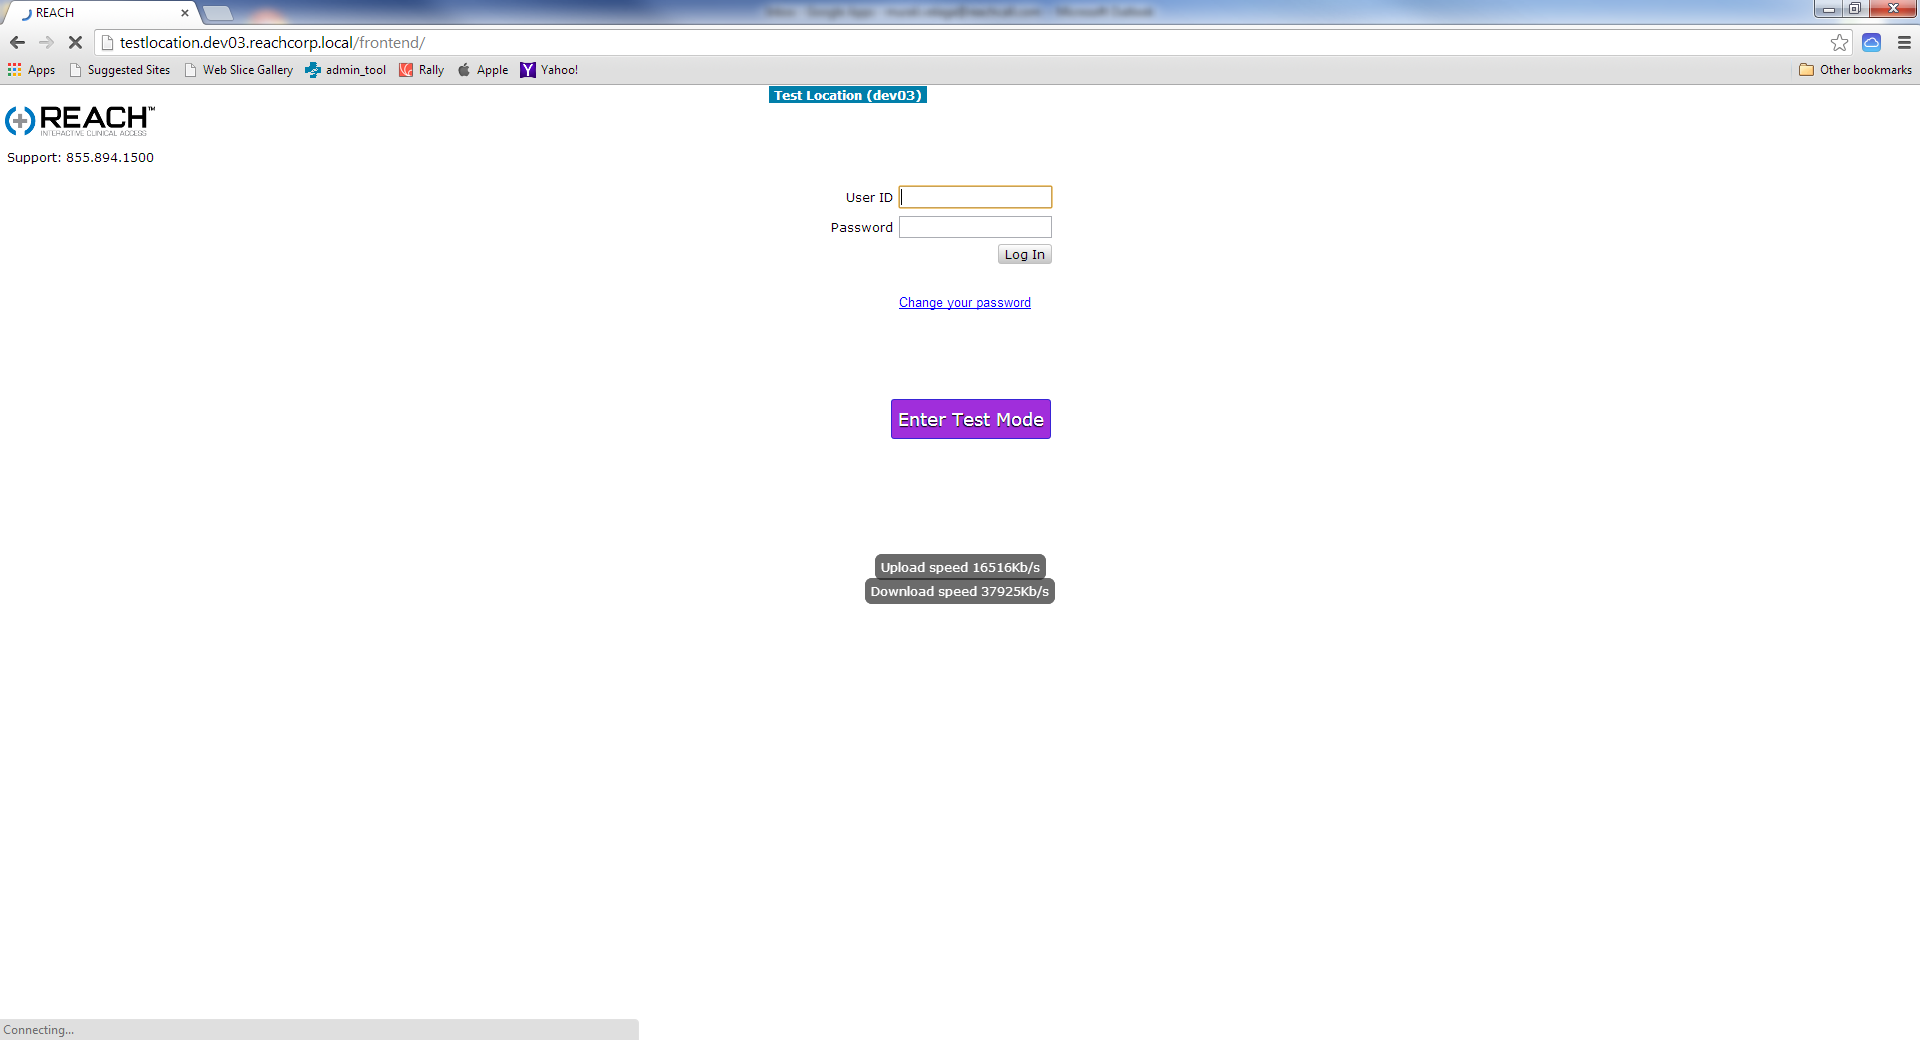 REACH
testlocation.dev03.reachcorp.local/frontend/
Apps Suggested Sites Web Slice Gallery admin_tool Rally Apple Yahoo! Other bookmarks
Test Location (dev03)
REACH™
INTERACTIVE CLINICAL ACCESS
Support: 855.894.1500
User ID
Password
Log In
Change your password
Enter Test Mode
Upload speed 16516Kb/s
Download speed 37925Kb/s
Connecting...